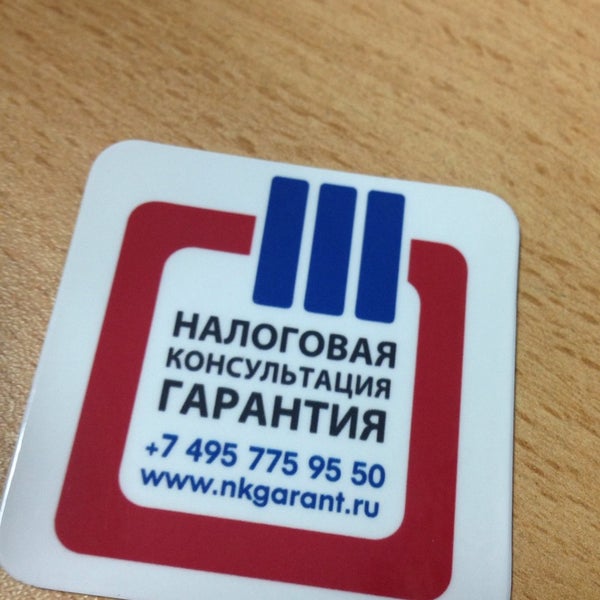 НАЛОГОВАЯ
КОНСУЛЬТАЦИЯ
ГАРАНТИЯ
+7 495 775 95 50
www.nkgarant.ru